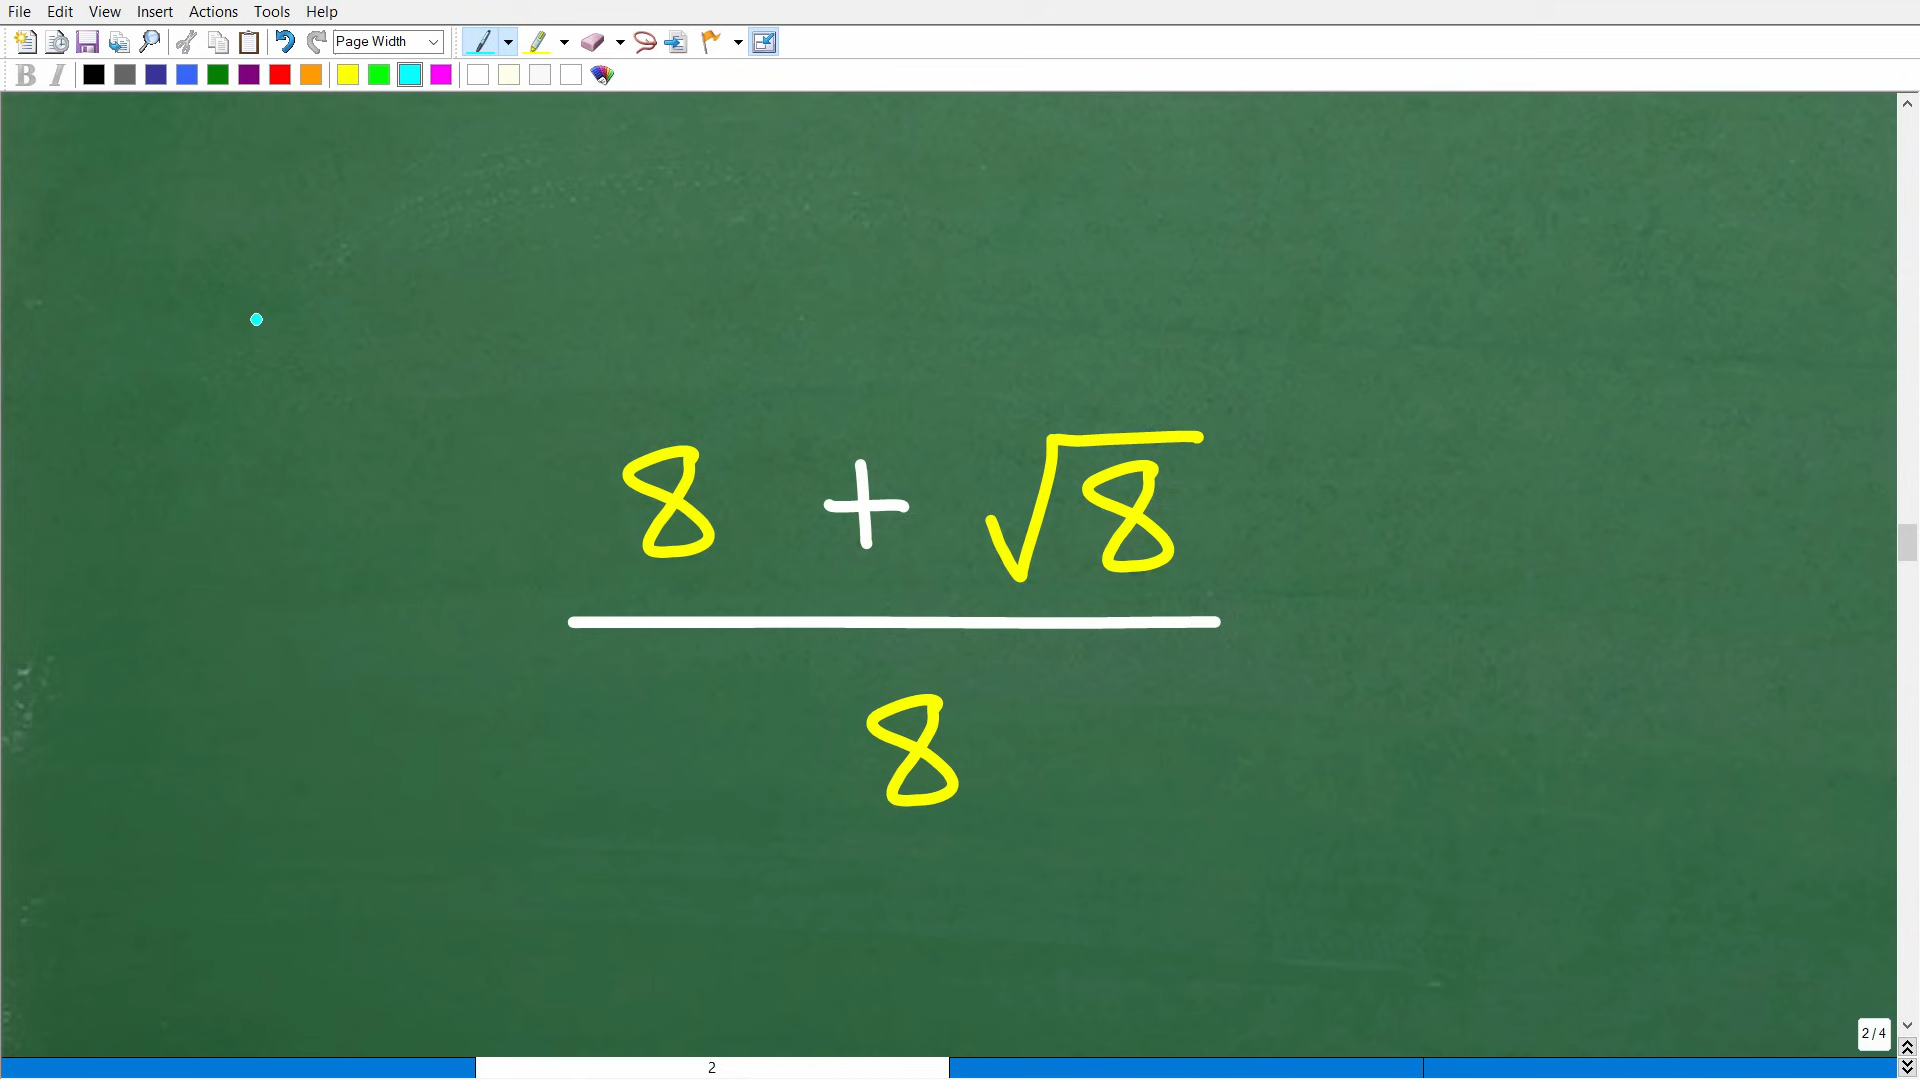 File Edit View Insert Actions Tools Help
Page Width
B I
8 + √8
8
2 / 4
2